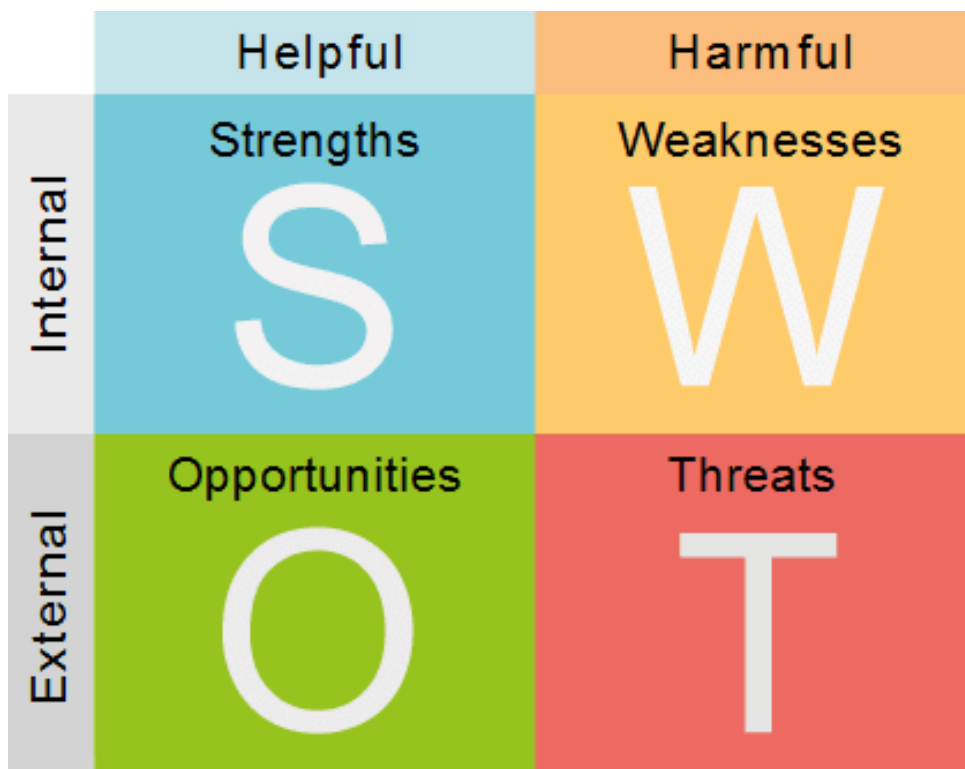 Helpful Harmful
Internal
Strengths Weaknesses
S W
External
Opportunities Threats
O T